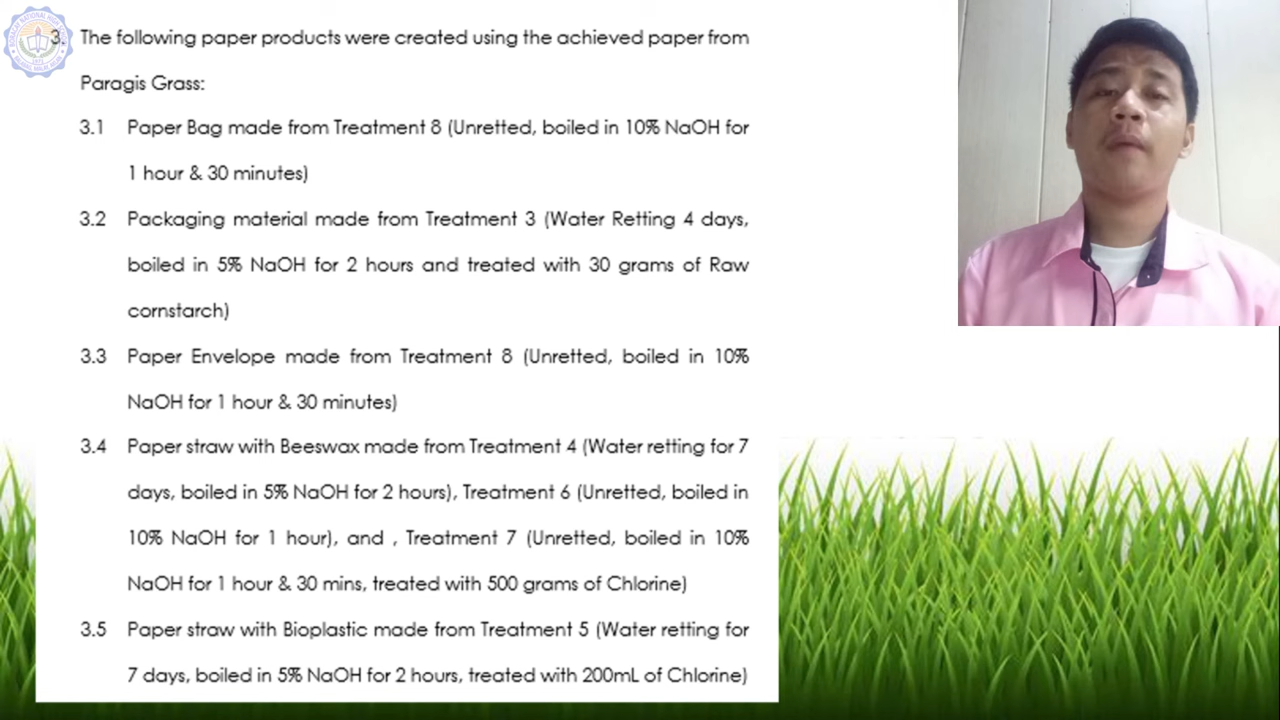 3. The following paper products were created using the achieved paper from
Paragis Grass:
3.1 Paper Bag made from Treatment 8 (Unretted, boiled in 10% NaOH for
1 hour & 30 minutes)
3.2 Packaging material made from Treatment 3 (Water Retting 4 days,
boiled in 5% NaOH for 2 hours and treated with 30 grams of Raw
cornstarch)
3.3 Paper Envelope made from Treatment 8 (Unretted, boiled in 10%
NaOH for 1 hour & 30 minutes)
3.4 Paper straw with Beeswax made from Treatment 4 (Water retting for 7
days, boiled in 5% NaOH for 2 hours), Treatment 6 (Unretted, boiled in
10% NaOH for 1 hour), and , Treatment 7 (Unretted, boiled in 10%
NaOH for 1 hour & 30 mins, treated with 500 grams of Chlorine)
3.5 Paper straw with Bioplastic made from Treatment 5 (Water retting for
7 days, boiled in 5% NaOH for 2 hours, treated with 200mL of Chlorine)